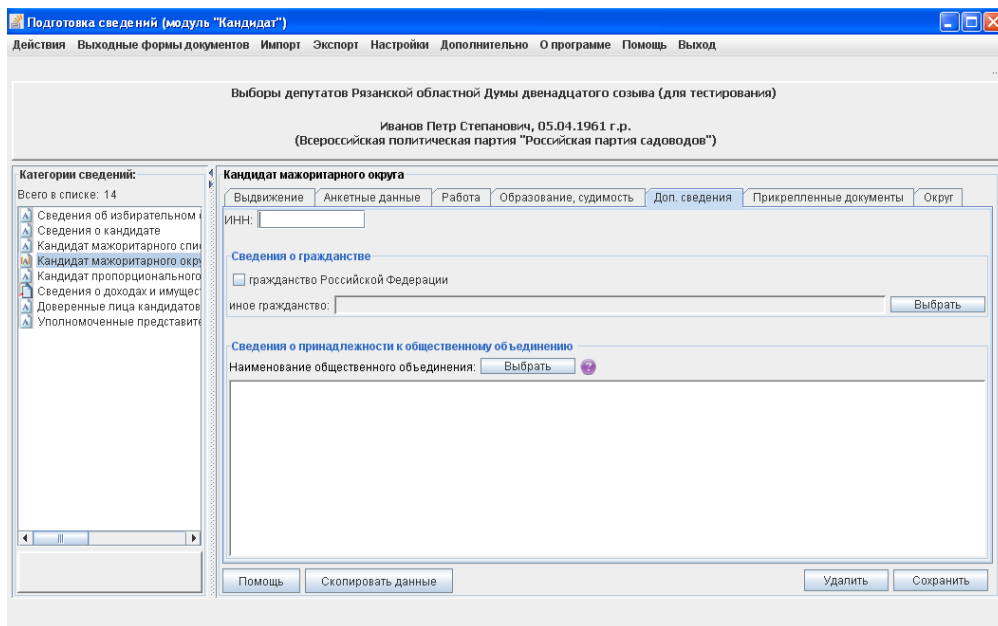 Подготовка сведений (модуль "Кандидат")
Действия Выходные формы документов Импорт Экспорт Настройки Дополнительно О программе Помощь Выход
Выборы депутатов Рязанской областной Думы двенадцатого созыва (для тестирования)
Иванов Петр Степанович, 05.04.1961 г.р.
(Всероссийская политическая партия "Российская партия садоводов")
Категории сведений:
Всего в списке: 14
Сведения об избирательном
Сведения о кандидате
Кандидат мажоритарного спи
Кандидат мажоритарного окру
Кандидат пропорционального
Сведения о доходах и имущес
Доверенные лица кандидатов
Уполномоченные представите
Кандидат мажоритарного округа
Выдвижение Анкетные данные Работа Образование, судимость Доп. сведения Прикрепленные документы Округ
ИНН:
Сведения о гражданстве
гражданство Российской Федерации
иное гражданство: Выбрать
Сведения о принадлежности к общественному объединению
Наименование общественного объединения: Выбрать ?
Помощь Скопировать данные Удалить Сохранить